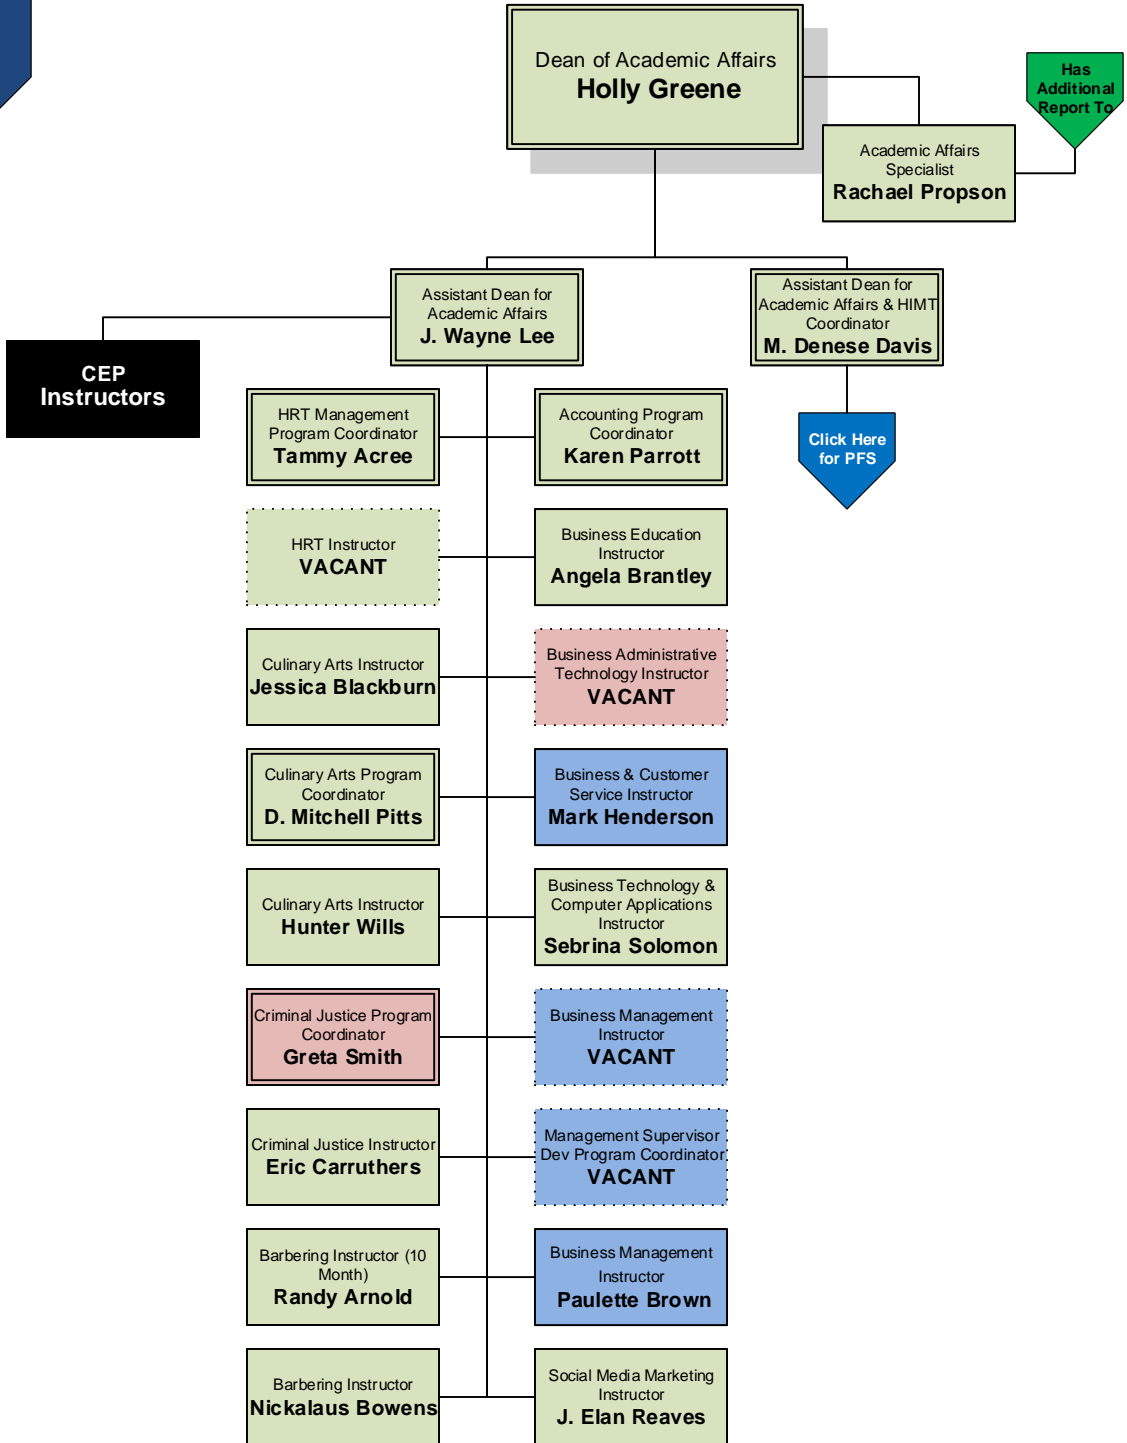 Dean of Academic Affairs
Holly Greene
Has
Additional
Report To
Academic Affairs
Specialist
Rachael Propson
Assistant Dean for
Academic Affairs
J. Wayne Lee
Assistant Dean for
Academic Affairs & HIMT
Coordinator
M. Denese Davis
CEP
Instructors
HRT Management
Program Coordinator
Tammy Acree
Accounting Program
Coordinator
Karen Parrott
Click Here
for PFS
HRT Instructor
VACANT
Business Education
Instructor
Angela Brantley
Culinary Arts Instructor
Jessica Blackburn
Business Administrative
Technology Instructor
VACANT
Culinary Arts Program
Coordinator
D. Mitchell Pitts
Business & Customer
Service Instructor
Mark Henderson
Culinary Arts Instructor
Hunter Wills
Business Technology &
Computer Applications
Instructor
Sebrina Solomon
Criminal Justice Program
Coordinator
Greta Smith
Business Management
Instructor
VACANT
Criminal Justice Instructor
Eric Carruthers
Management Supervisor
Dev Program Coordinator
VACANT
Barbering Instructor (10
Month)
Randy Arnold
Business Management
Instructor
Paulette Brown
Barbering Instructor
Nickalaus Bowens
Social Media Marketing
Instructor
J. Elan Reaves